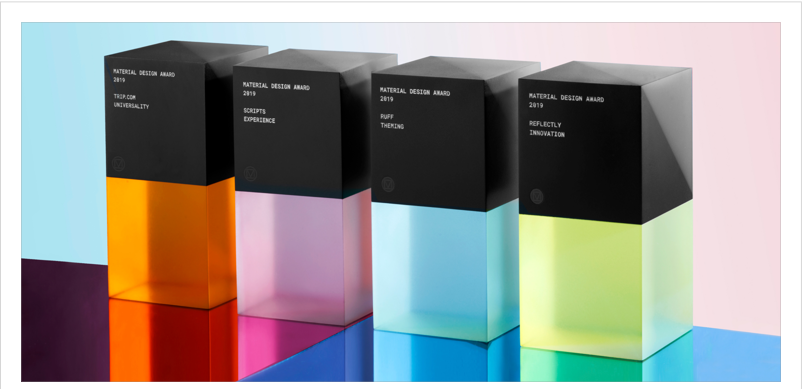 MATERIAL DESIGN AWARD
2019
TRIP.COM
UNIVERSALITY
MATERIAL DESIGN AWARD
2019
SCRIPTS
EXPERIENCE
MATERIAL DESIGN AWARD
2019
RUFF
THEMING
MATERIAL DESIGN AWARD
2019
REFLECTLY
INNOVATION